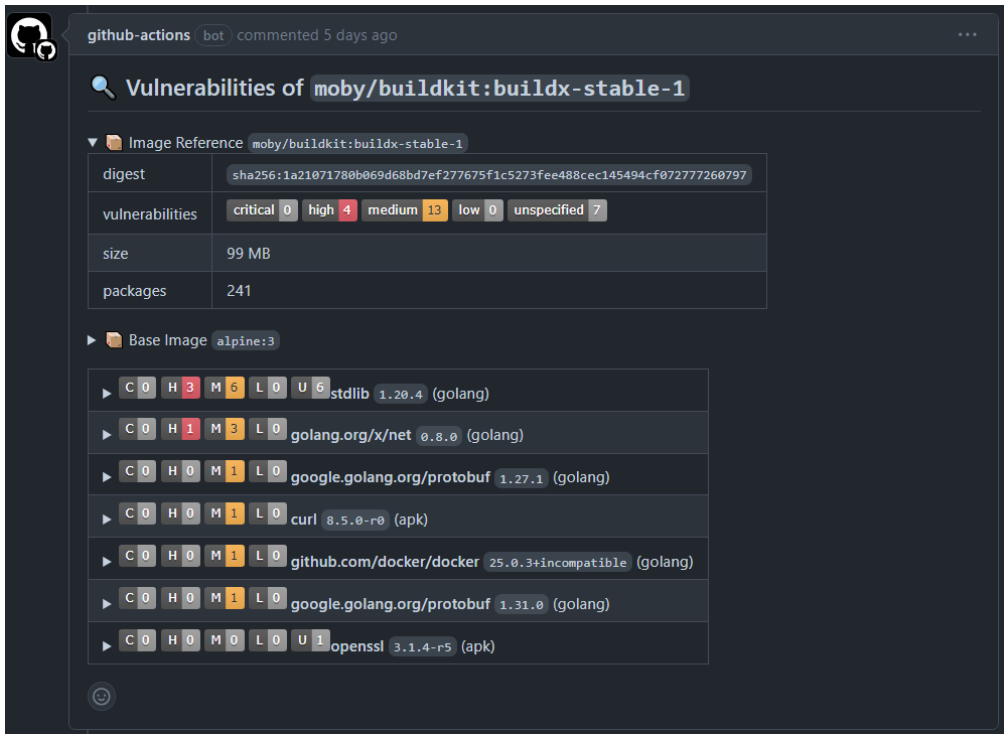 github-actions bot commented 5 days ago
Vulnerabilities of moby/buildkit:buildx-stable-1
Image Reference moby/buildkit:buildx-stable-1
digest sha256:1a21071780b069d68bd7ef277675f1c5273fee488cec145494cf072777260797
vulnerabilities critical 0 high 4 medium 13 low 0 unspecified 7
size 99 MB
packages 241
Base Image alpine:3
C 0 H 3 M 6 L 0 U 6 stdlib 1.20.4 (golang)
C 0 H 1 M 3 L 0 golang.org/x/net 0.8.0 (golang)
C 0 H 0 M 1 L 0 google.golang.org/protobuf 1.27.1 (golang)
C 0 H 0 M 1 L 0 curl 8.5.0-r0 (apk)
C 0 H 0 M 1 L 0 github.com/docker/docker 25.0.3+incompatible (golang)
C 0 H 0 M 1 L 0 google.golang.org/protobuf 1.31.0 (golang)
C 0 H 0 M 0 L 0 U 1 openssl 3.1.4-r5 (apk)